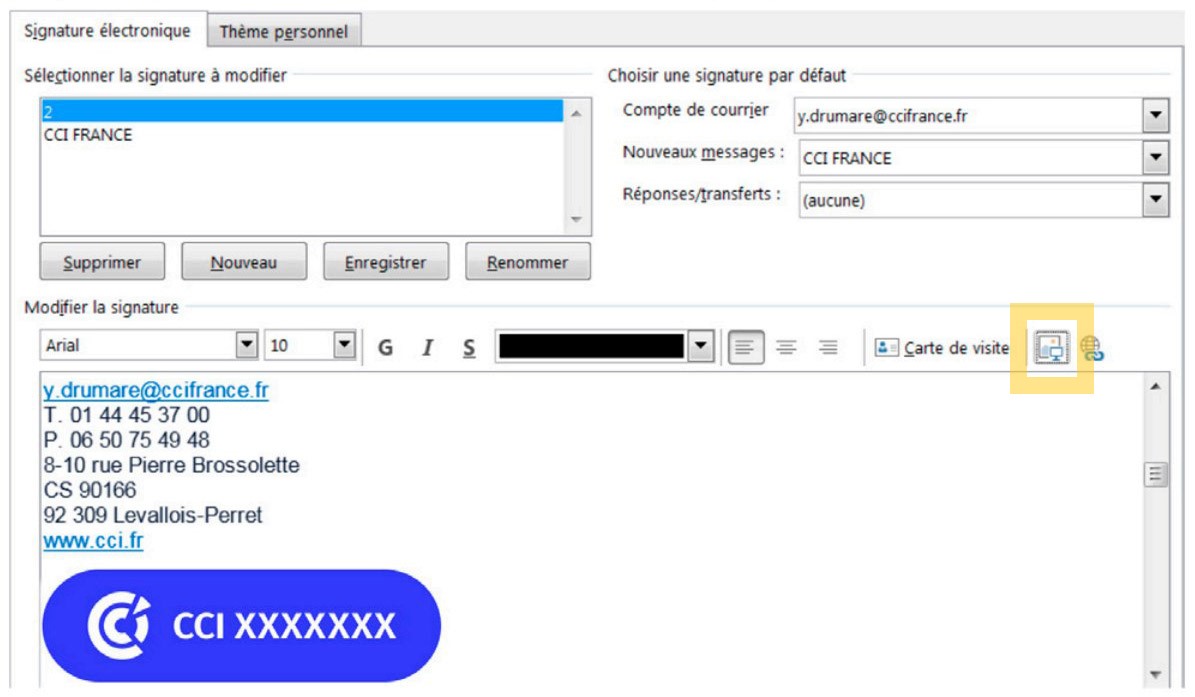 Signature électronique
Thème personnel
Sélectionner la signature à modifier
2
CCI FRANCE
Supprimer
Nouveau
Enregistrer
Renommer
Choisir une signature par défaut
Compte de courrier
y.drumare@ccifrance.fr
Nouveaux messages :
CCI FRANCE
Réponses/transferts :
(aucune)
Modifier la signature
Arial
10
G
I
S
Carte de visite
y.drumare@ccifrance.fr
T. 01 44 45 37 00
P. 06 50 75 49 48
8-10 rue Pierre Brossolette
CS 90166
92 309 Levallois-Perret
www.cci.fr
CCI XXXXXXX